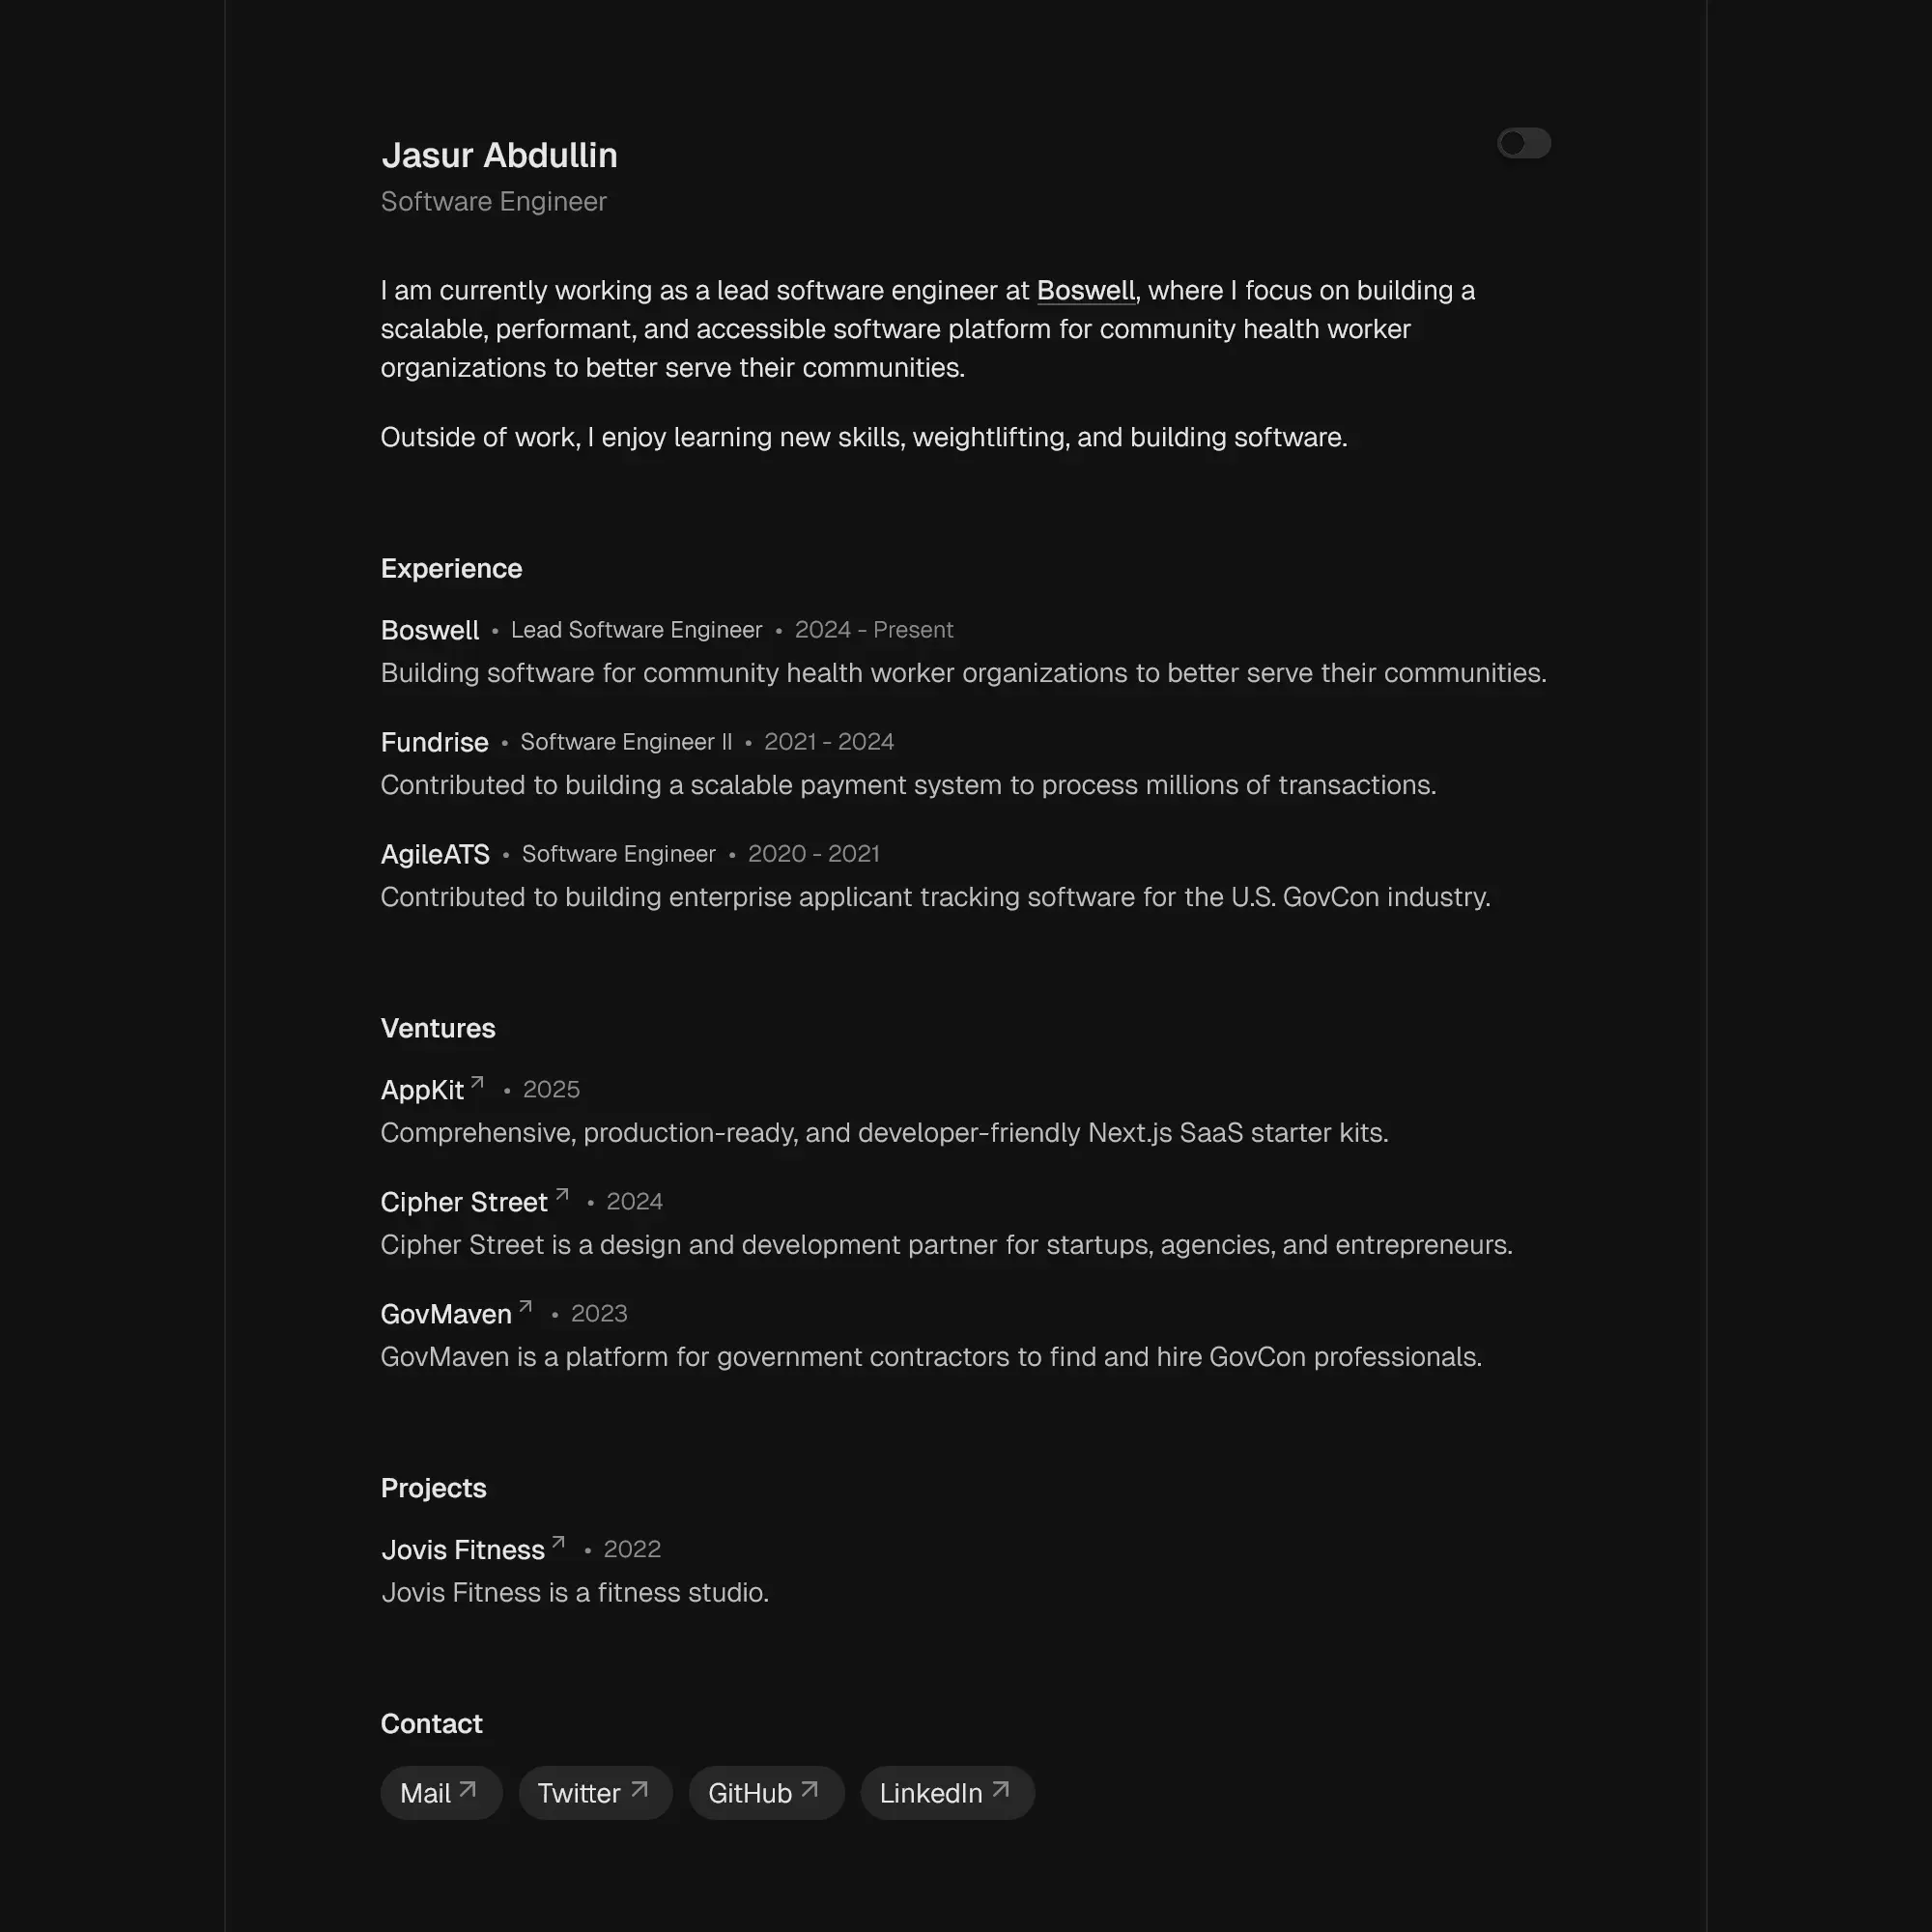 Jasur Abdullin
Software Engineer
I am currently working as a lead software engineer at Boswell, where I focus on building a
scalable, performant, and accessible software platform for community health worker
organizations to better serve their communities.
Outside of work, I enjoy learning new skills, weightlifting, and building software.
Experience
Boswell • Lead Software Engineer • 2024 - Present
Building software for community health worker organizations to better serve their communities.
Fundrise • Software Engineer II • 2021 - 2024
Contributed to building a scalable payment system to process millions of transactions.
AgileATS • Software Engineer • 2020 - 2021
Contributed to building enterprise applicant tracking software for the U.S. GovCon industry.
Ventures
AppKit • 2025
Comprehensive, production-ready, and developer-friendly Next.js SaaS starter kits.
Cipher Street • 2024
Cipher Street is a design and development partner for startups, agencies, and entrepreneurs.
GovMaven • 2023
GovMaven is a platform for government contractors to find and hire GovCon professionals.
Projects
Jovis Fitness • 2022
Jovis Fitness is a fitness studio.
Contact
Mail Twitter GitHub LinkedIn